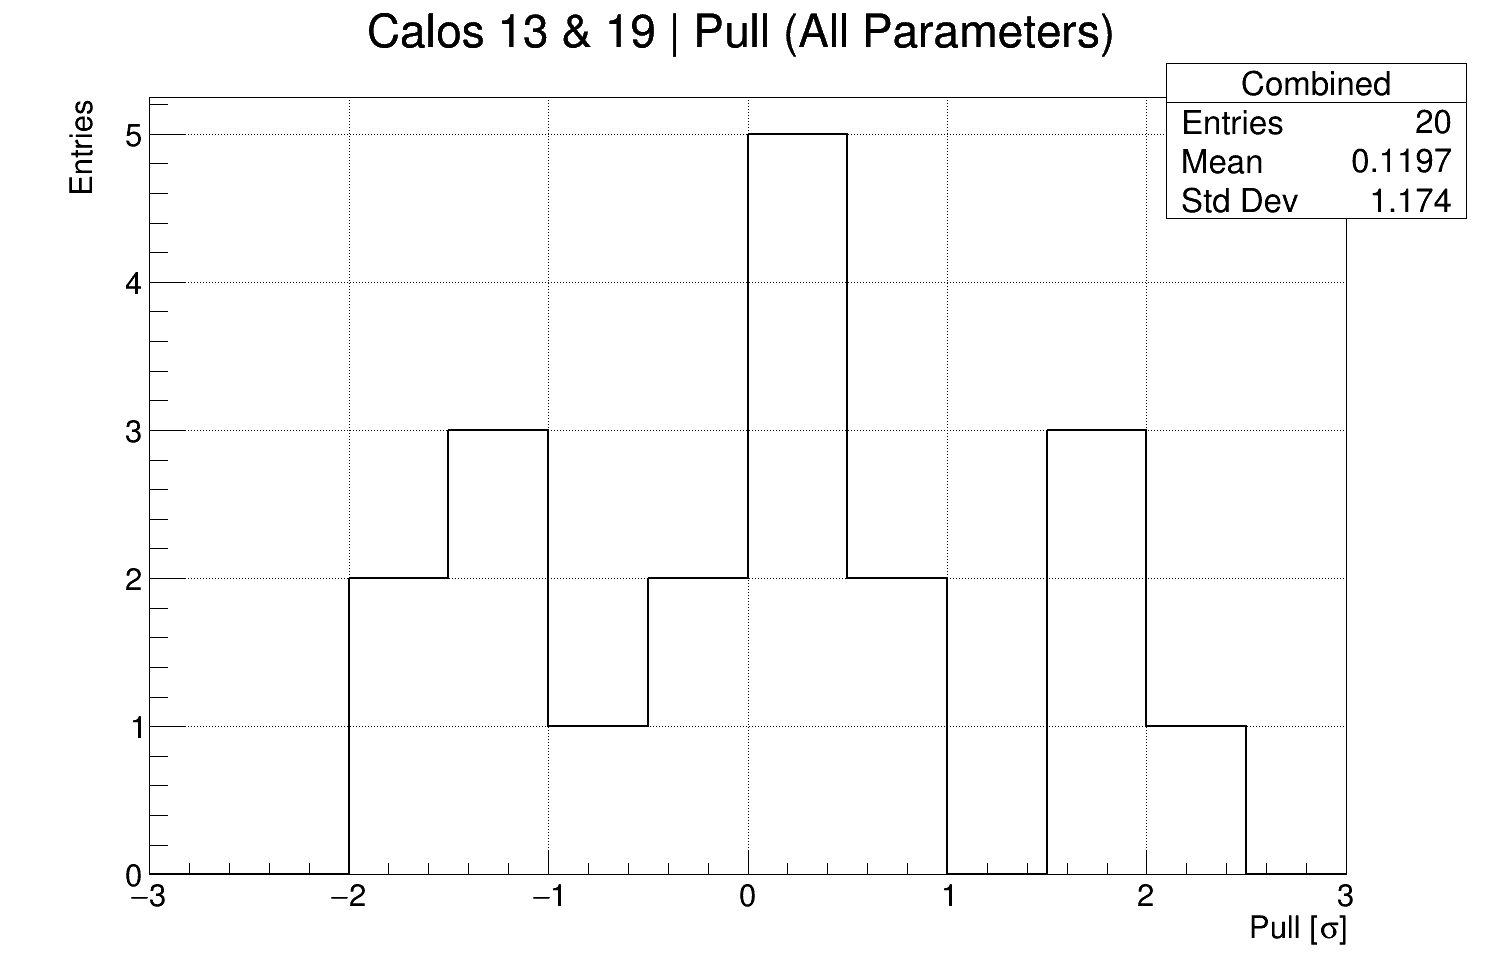 Calos 13 & 19 | Pull (All Parameters)
Combined
Entries 20
Mean 0.1197
Std Dev 1.174
Entries
5
4
3
2
1
0
−3 −2 −1 0 1 2 3
Pull [σ]